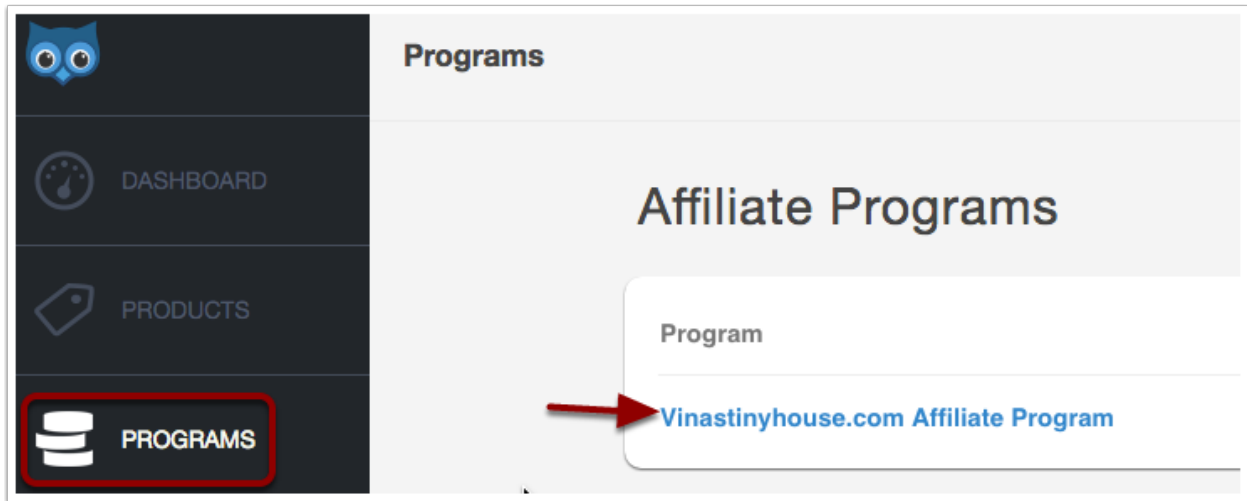 Programs
DASHBOARD
Affiliate Programs
PRODUCTS
Program
PROGRAMS
Vinastinyhouse.com Affiliate Program